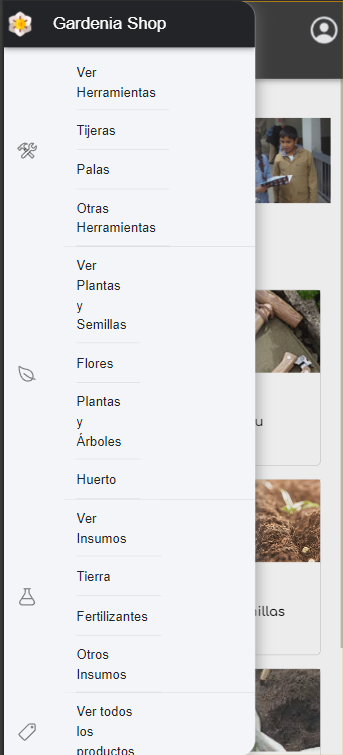 Gardenia Shop
Ver
Herramientas
Tijeras
Palas
Otras
Herramientas
Ver
Plantas
y
Semillas
Flores
Plantas
y
Árboles
Huerto
Ver
Insumos
Tierra
Fertilizantes
Otros
Insumos
Ver todos
los
productos